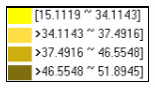 [15.1119 ~ 34.1143]
>34.1143 ~ 37.4916]
>37.4916 ~ 46.5548]
>46.5548 ~ 51.8945]